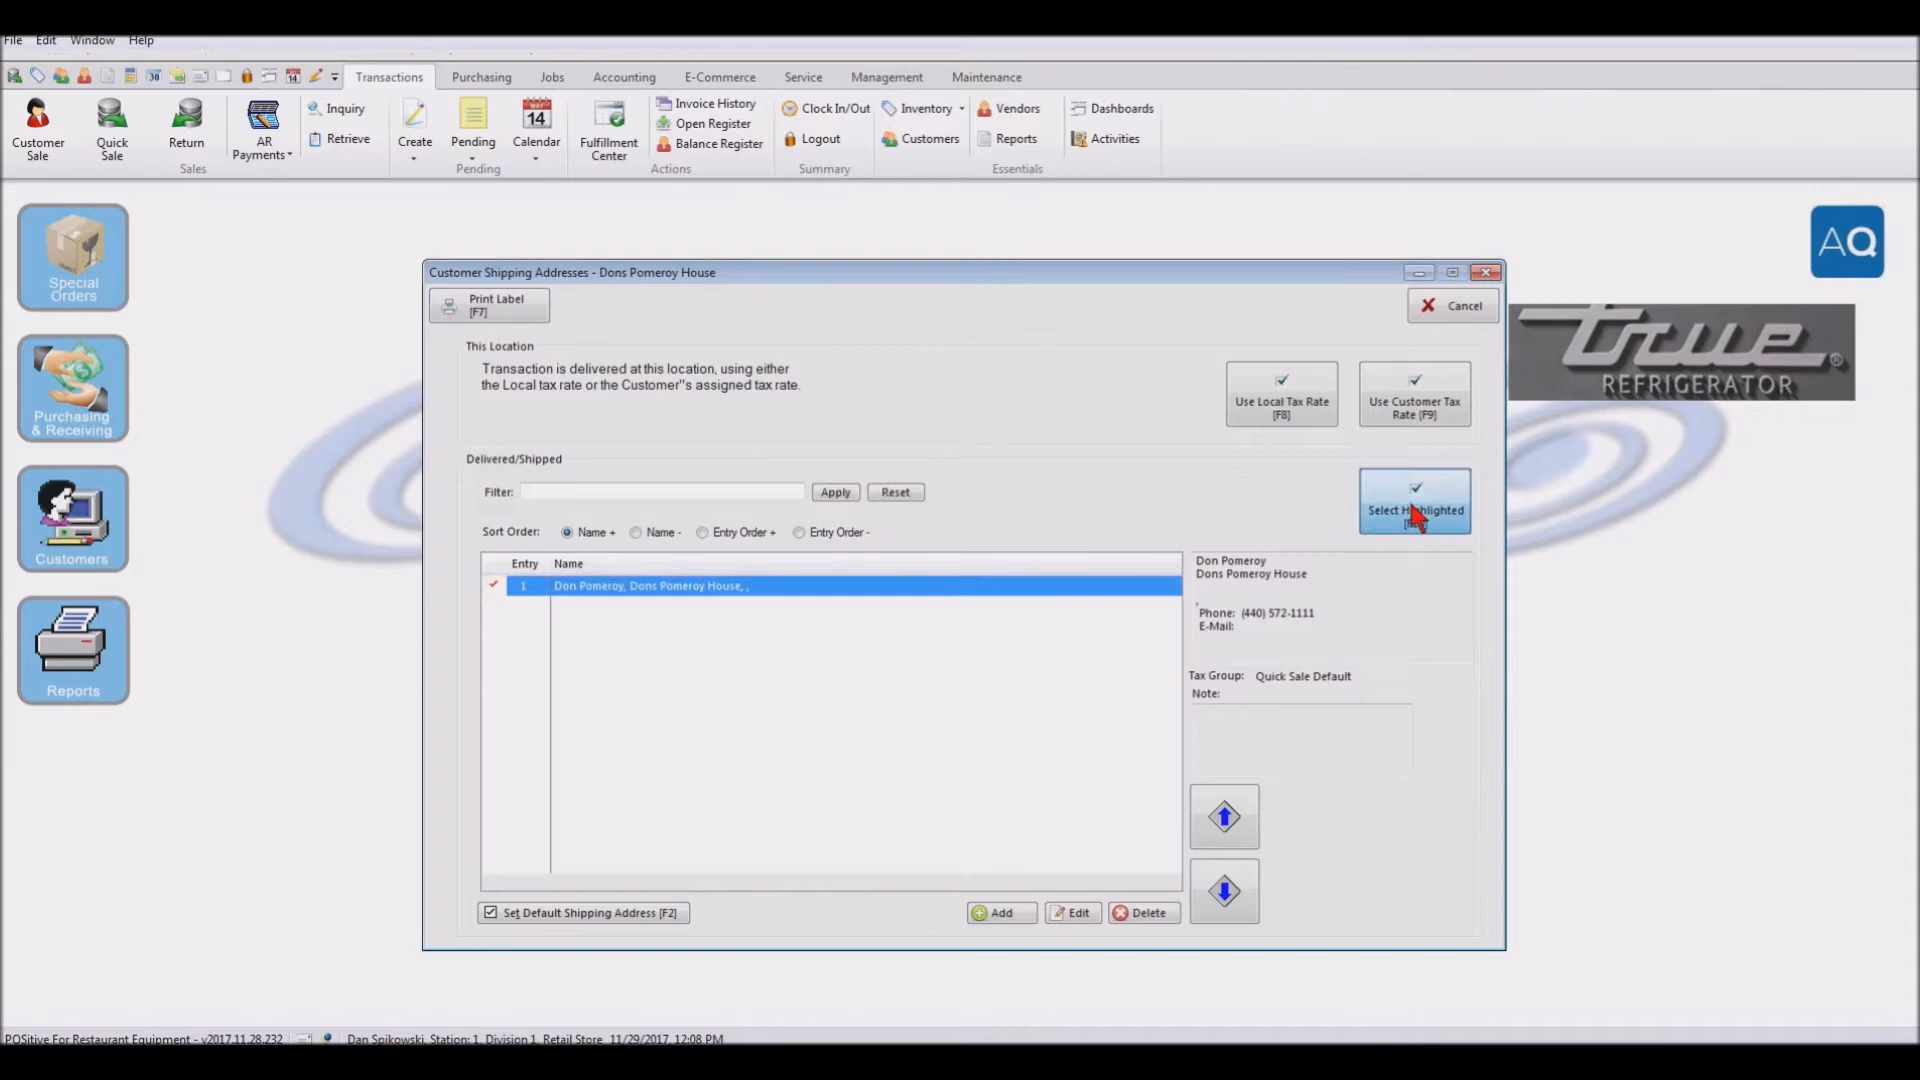 File Edit Window Help
30 14 Transactions Purchasing Jobs Accounting E-Commerce Service Management Maintenance
Customer Sale
Quick Sale
Return
AR Payments
Inquiry
Retrieve
Sales
Create
Pending
MAY 14
Calendar
Pending
Fulfillment Center
Invoice History
Open Register
Balance Register
Actions
Clock In/Out
Logout
Summary
Inventory
Customers
Vendors
Reports
Essentials
Dashboards
Activities
Special Orders
Purchasing & Receiving
Customers
Reports
AQ
True ®
REFRIGERATOR
Customer Shipping Addresses - Dons Pomeroy House
Print Label [F7]
Cancel
This Location
Transaction is delivered at this location, using either
the Local tax rate or the Customer"s assigned tax rate.
Use Local Tax Rate [F8]
Use Customer Tax Rate [F9]
Delivered/Shipped
Filter: Apply Reset
Select Highlighted
Sort Order: Name + Name - Entry Order + Entry Order -
Entry Name
1 Don Pomeroy, Dons Pomeroy House, ,
Don Pomeroy
Dons Pomeroy House
,
Phone: (440) 572-1111
E-Mail:
Tax Group: Quick Sale Default
Note:
Set Default Shipping Address [F2]
Add Edit Delete
POSitive For Restaurant Equipment - v2017.11.28.232 Dan Spikowski, Station: 1, Division 1, Retail Store 11/29/2017, 12:08 PM